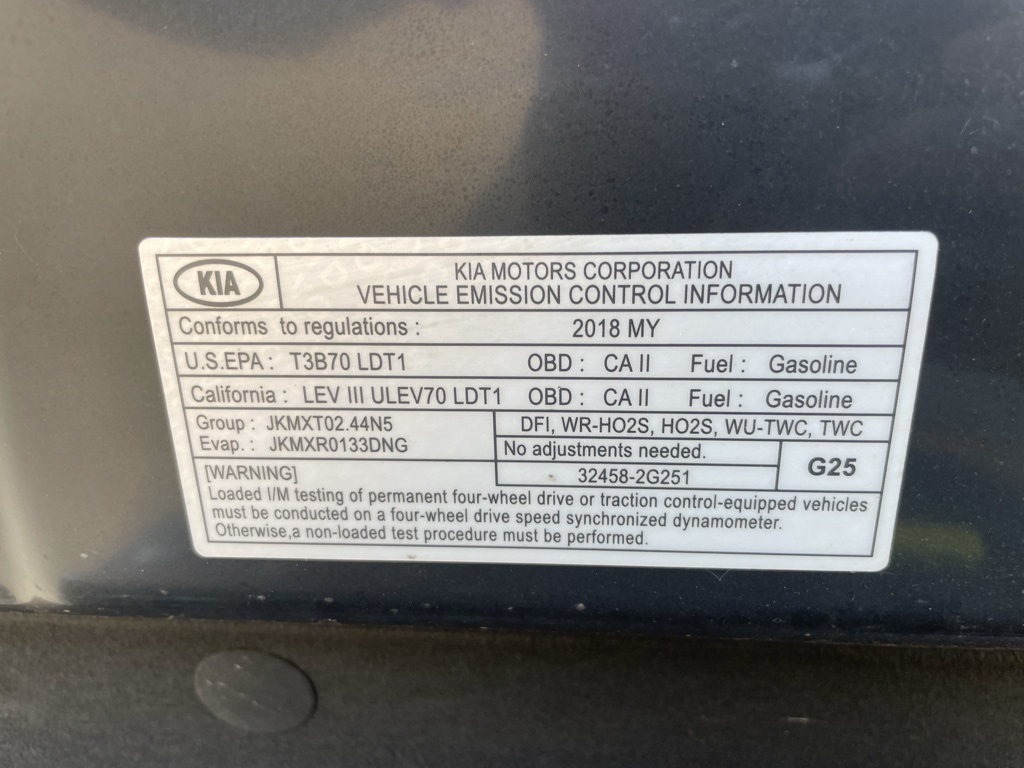 KIA
KIA MOTORS CORPORATION
VEHICLE EMISSION CONTROL INFORMATION
Conforms to regulations : 2018 MY
U.S.EPA : T3B70 LDT1 OBD : CA II Fuel : Gasoline
California : LEV III ULEV70 LDT1 OBD : CA II Fuel : Gasoline
Group : JKMXT02.44N5
Evap. : JKMXR0133DNG
DFI, WR-HO2S, HO2S, WU-TWC, TWC
No adjustments needed.
32458-2G251
G25
[WARNING]
Loaded I/M testing of permanent four-wheel drive or traction control-equipped vehicles
must be conducted on a four-wheel drive speed synchronized dynamometer.
Otherwise,a non-loaded test procedure must be performed.